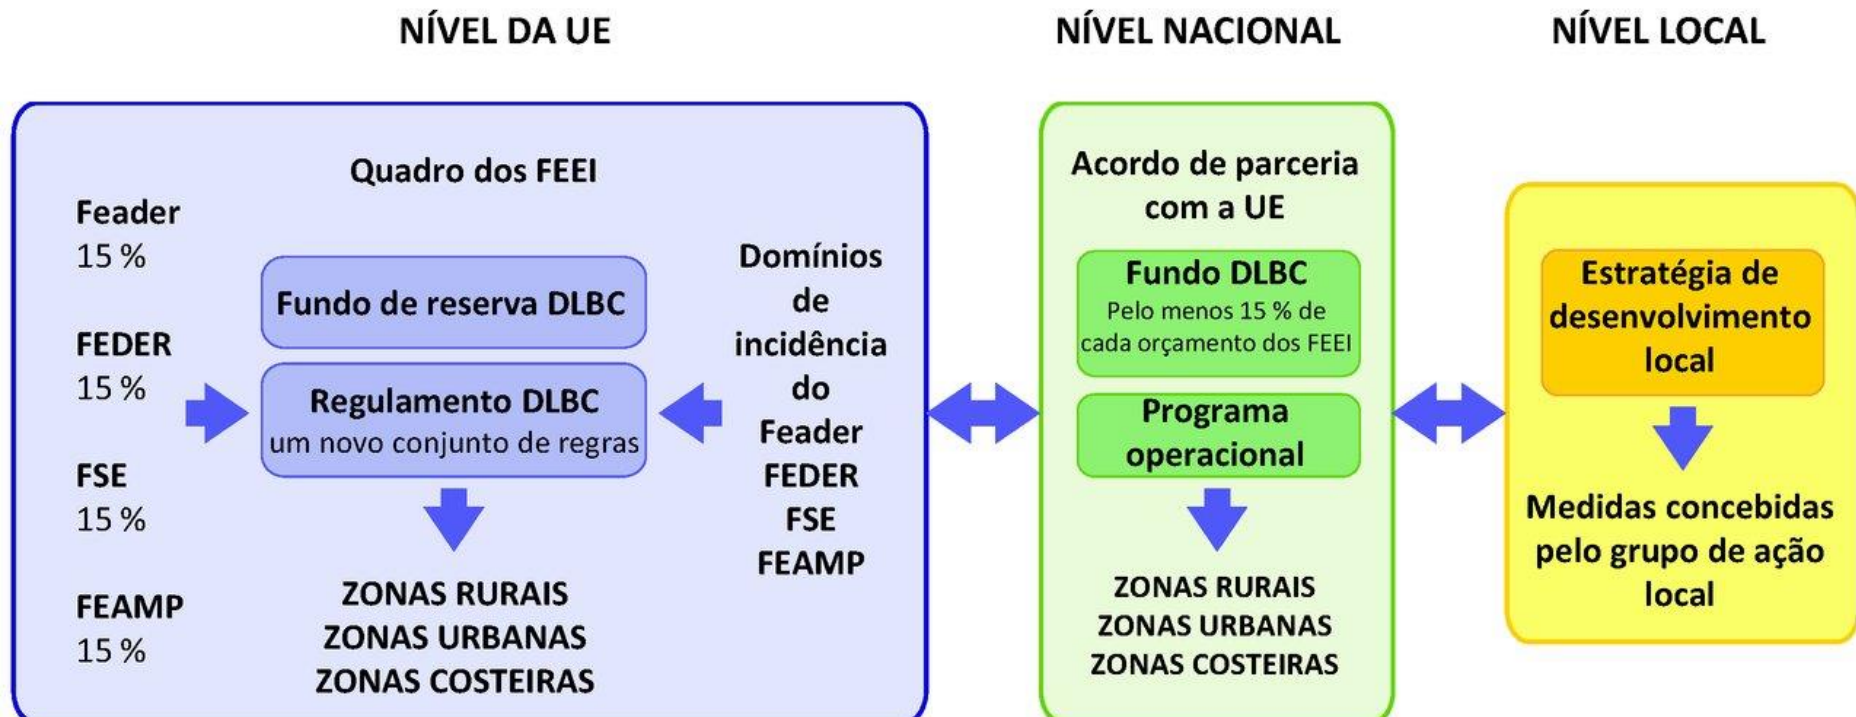 NÍVEL DA UE
NÍVEL NACIONAL
NÍVEL LOCAL
Quadro dos FEEI
Feader
15 %
FEDER
15 %
FSE
15 %
FEAMP
15 %
Fundo de reserva DLBC
Regulamento DLBC
um novo conjunto de regras
ZONAS RURAIS
ZONAS URBANAS
ZONAS COSTEIRAS
Domínios
de
incidência
do
Feader
FEDER
FSE
FEAMP
Acordo de parceria
com a UE
Fundo DLBC
Pelo menos 15 % de
cada orçamento dos FEEI
Programa
operacional
ZONAS RURAIS
ZONAS URBANAS
ZONAS COSTEIRAS
Estratégia de
desenvolvimento
local
Medidas concebidas
pelo grupo de ação
local